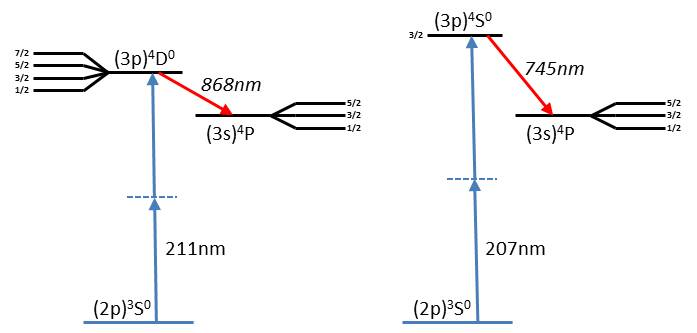 (3p)⁴D⁰
7/2
5/2
3/2
1/2
868nm
5/2
3/2
1/2
(3s)⁴P
211nm
(2p)³S⁰
(3p)⁴S⁰
3/2
745nm
5/2
3/2
1/2
(3s)⁴P
207nm
(2p)³S⁰